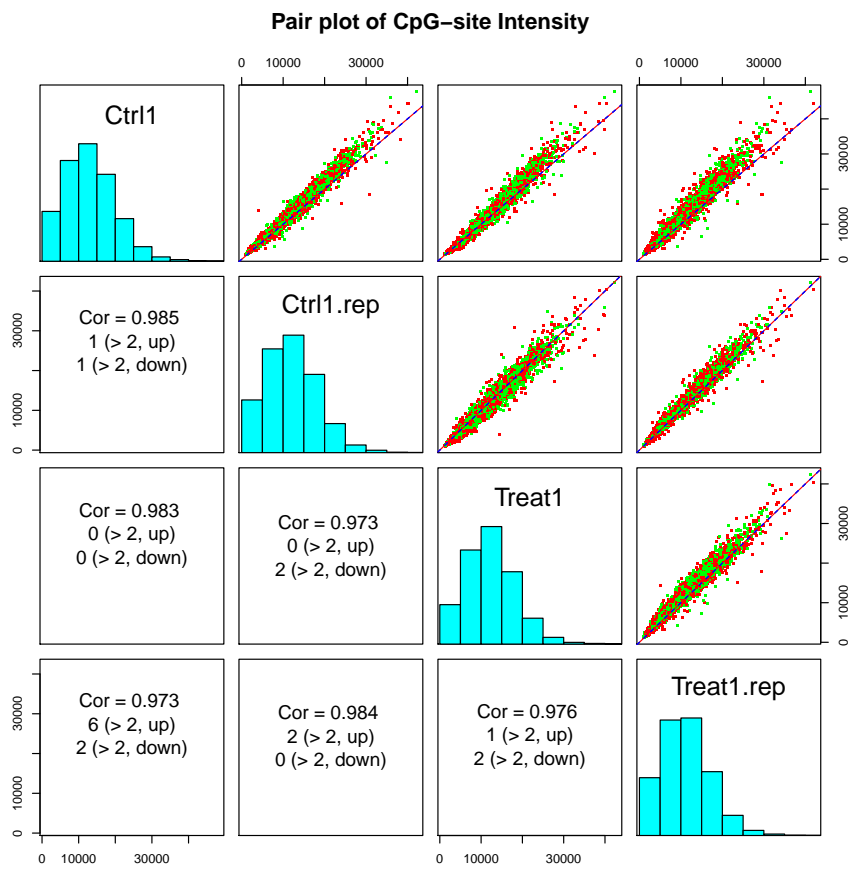 Pair plot of CpG−site Intensity
0 10000 30000
0 10000 30000
Ctrl1
0 10000 30000
Cor = 0.985
1 (> 2, up)
1 (> 2, down)
Ctrl1.rep
0 10000 30000
Cor = 0.983
0 (> 2, up)
0 (> 2, down)
Cor = 0.973
0 (> 2, up)
2 (> 2, down)
Treat1
0 10000 30000
0 10000 30000
Cor = 0.973
6 (> 2, up)
2 (> 2, down)
Cor = 0.984
2 (> 2, up)
0 (> 2, down)
Cor = 0.976
1 (> 2, up)
2 (> 2, down)
Treat1.rep
0 10000 30000
0 10000 30000